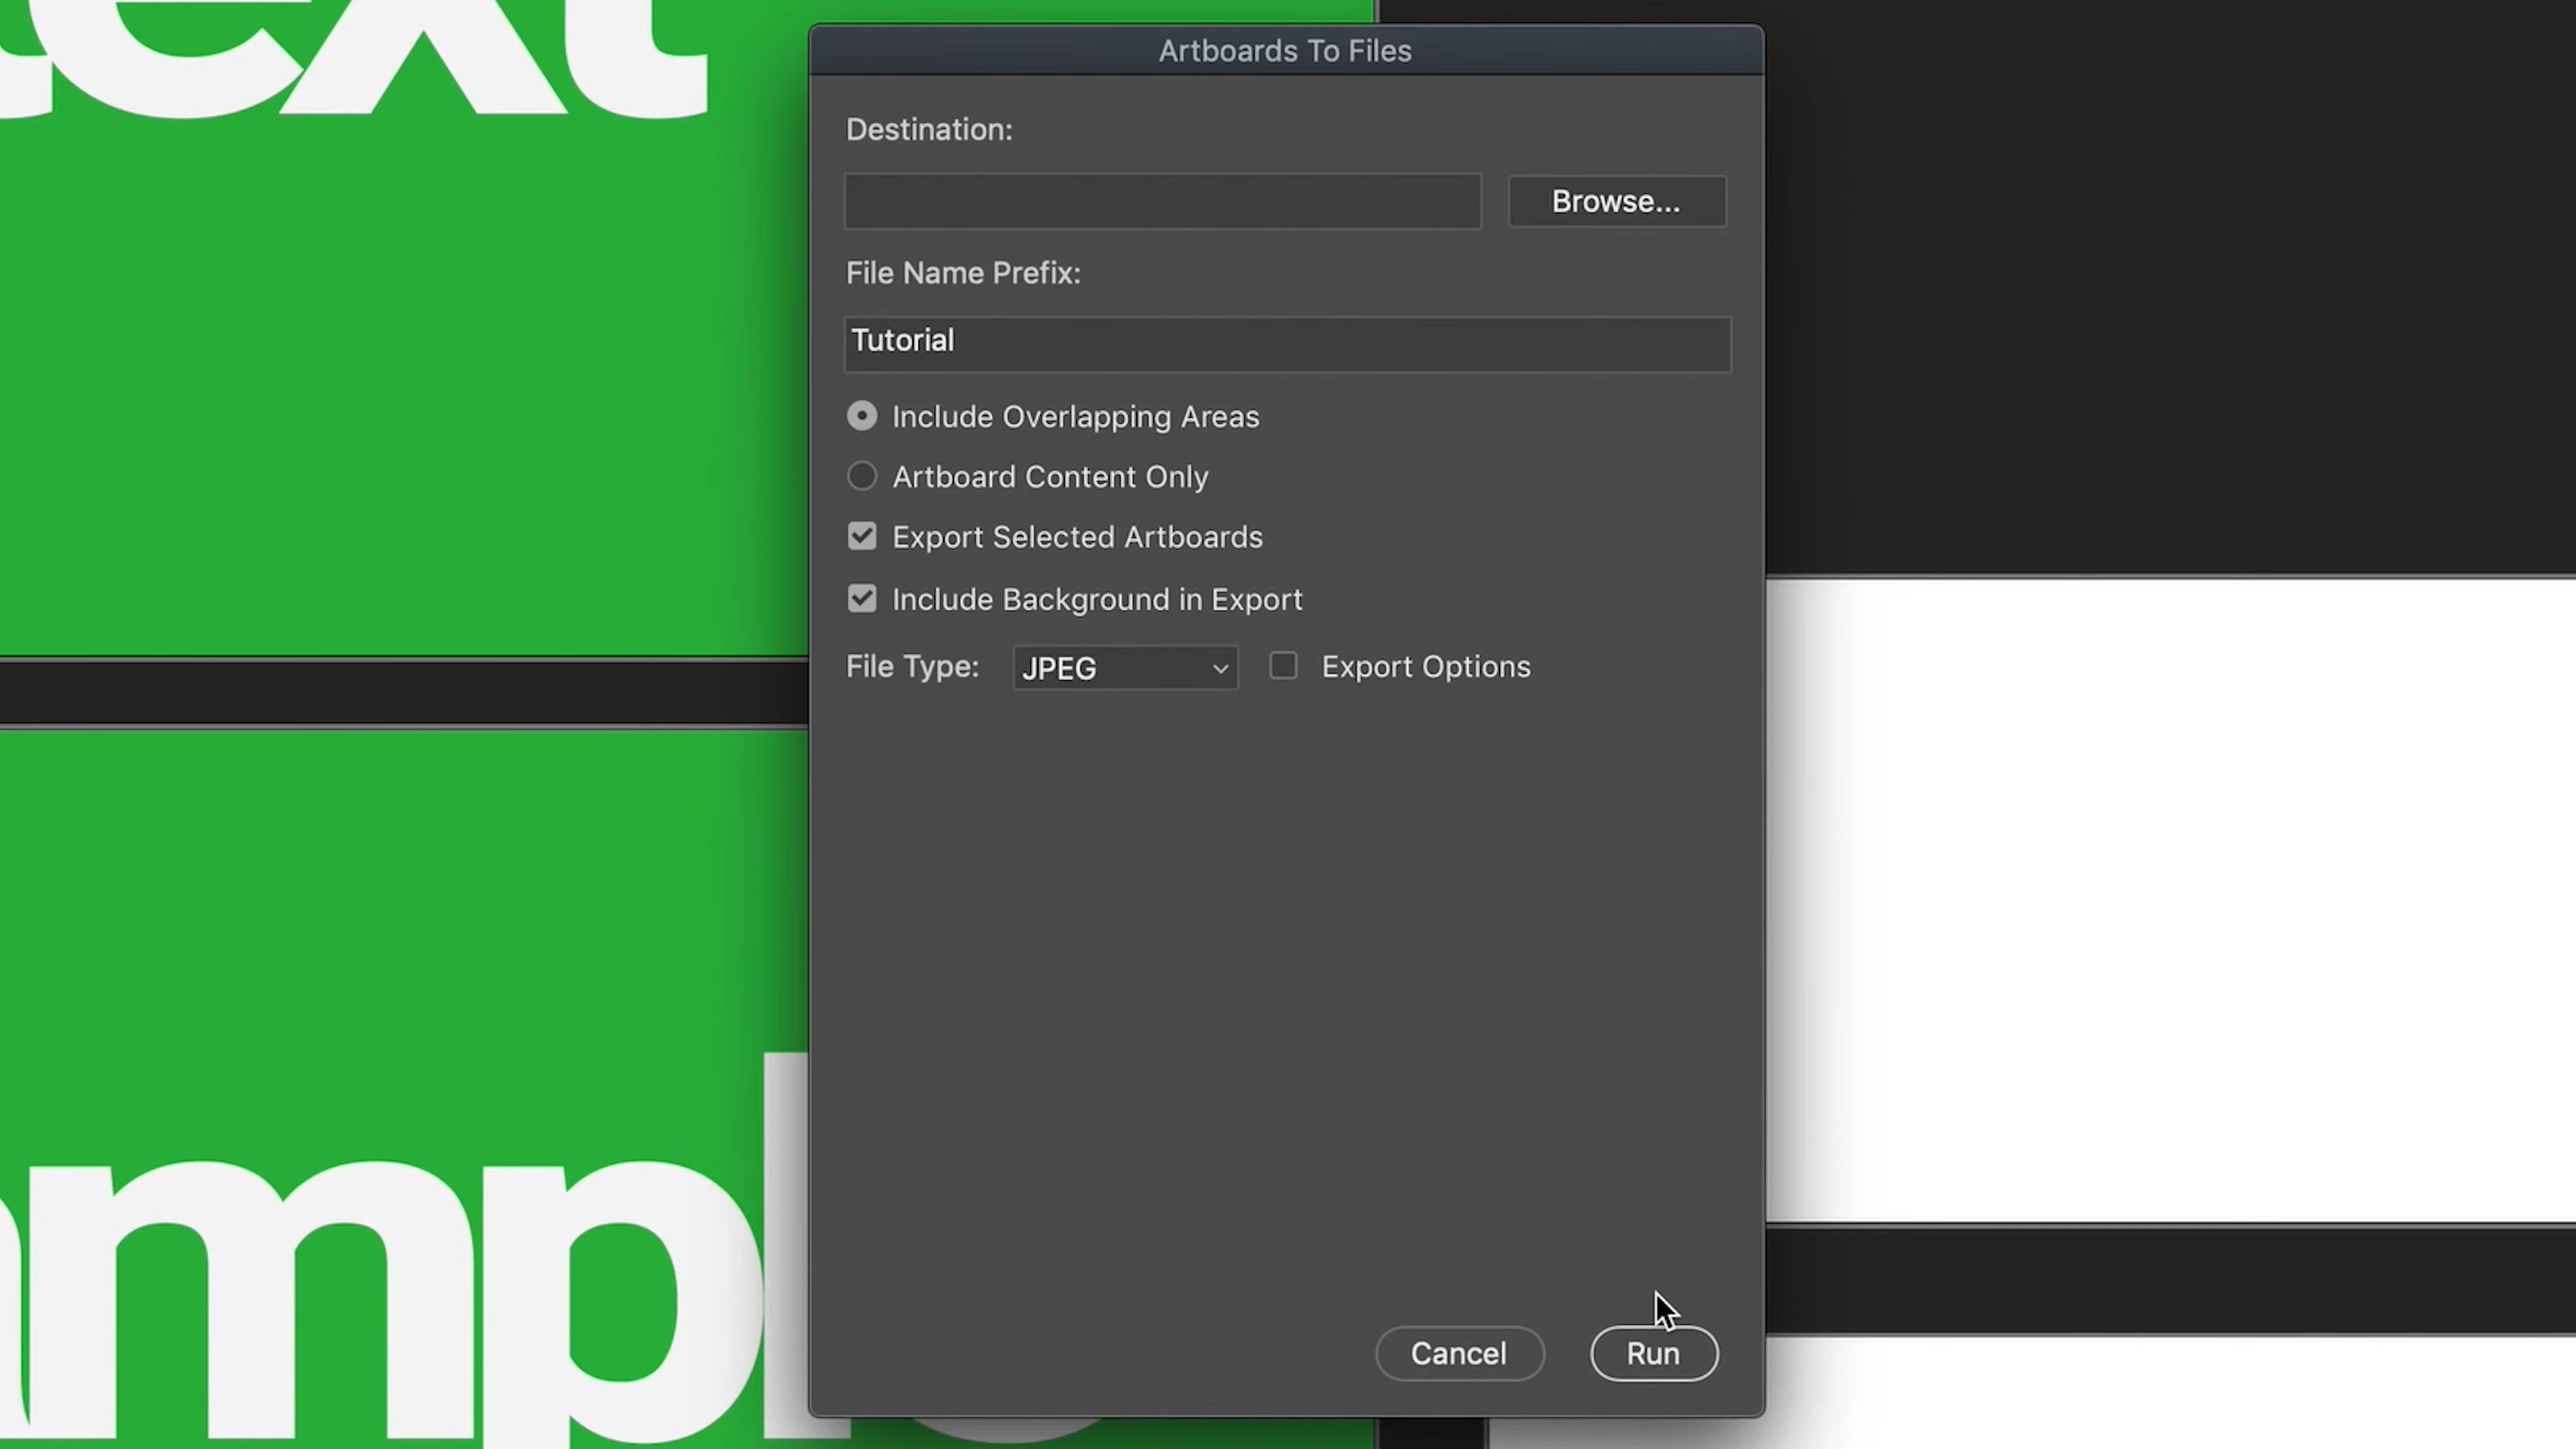 text
Artboards To Files
Destination:
Browse...
File Name Prefix:
Tutorial
Include Overlapping Areas
Artboard Content Only
Export Selected Artboards
Include Background in Export
File Type:
JPEG
Export Options
Cancel
Run